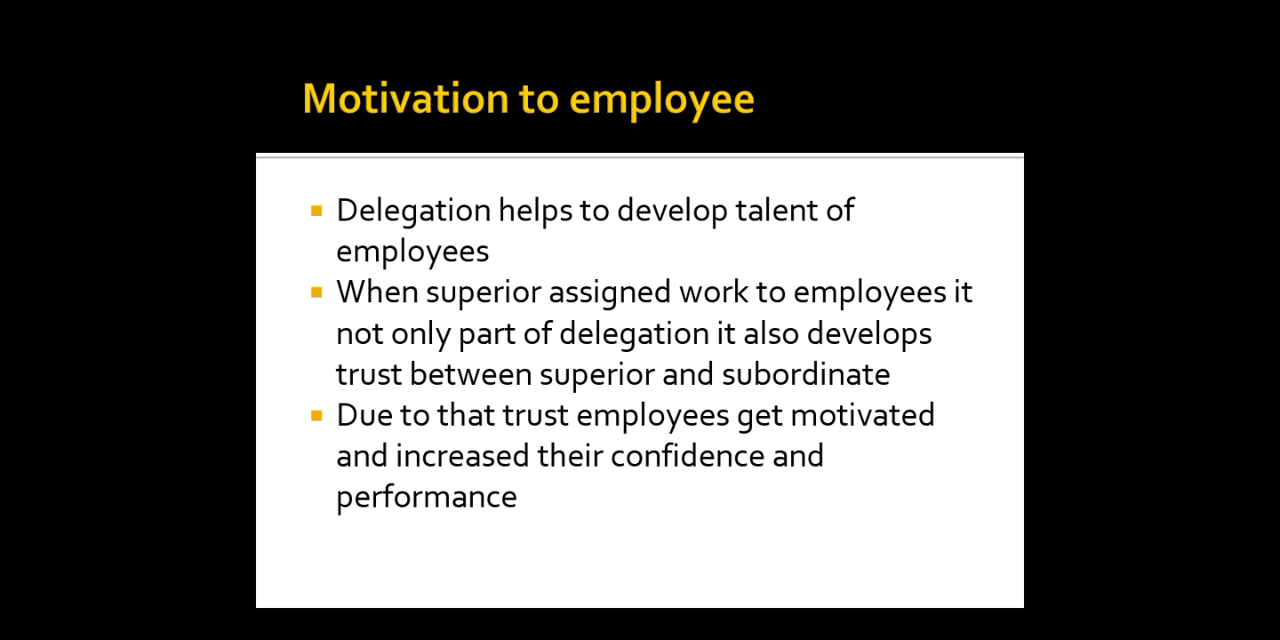 Motivation to employee
Delegation helps to develop talent of
employees
When superior assigned work to employees it
not only part of delegation it also develops
trust between superior and subordinate
Due to that trust employees get motivated
and increased their confidence and
performance